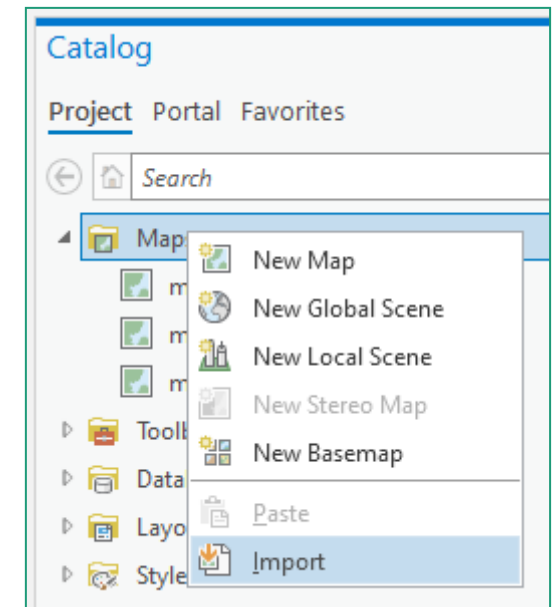 Catalog
Project Portal Favorites
Search
Map
New Map
m
New Global Scene
m
New Local Scene
m
New Stereo Map
Toolb
New Basemap
Data
Paste
Layo
Import
Style